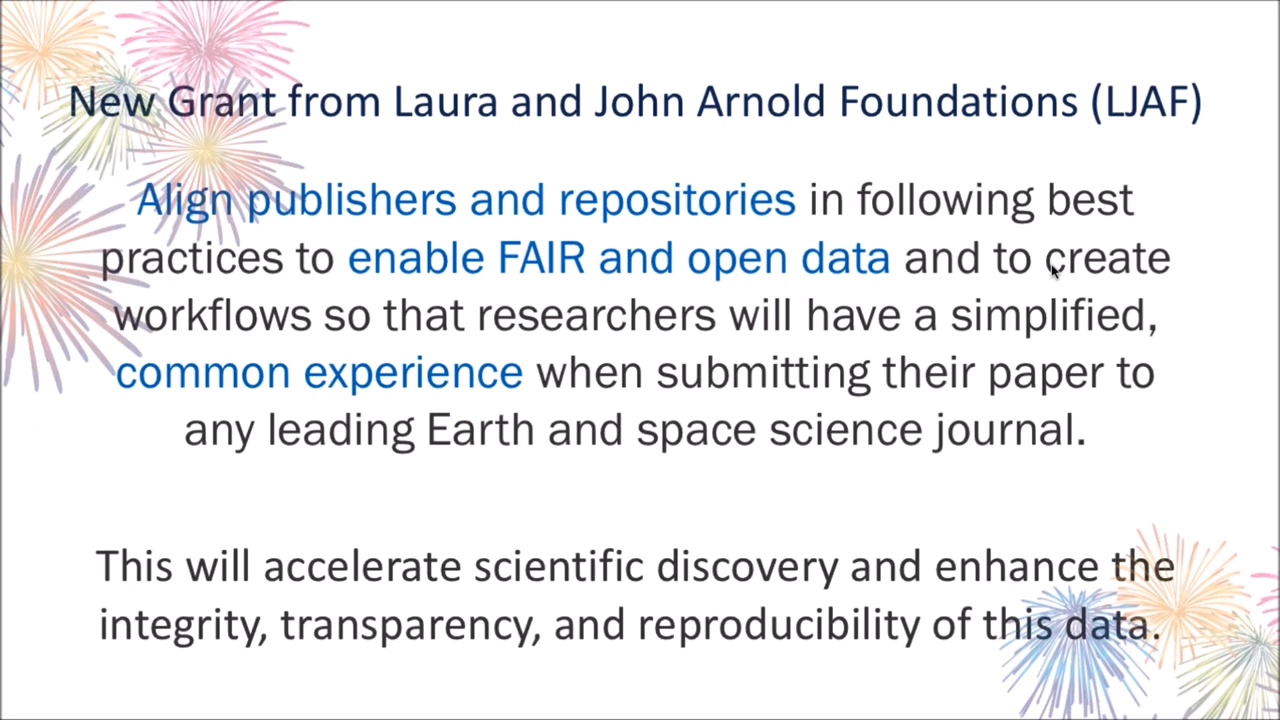 New Grant from Laura and John Arnold Foundations (LJAF)
Align publishers and repositories in following best
practices to enable FAIR and open data and to create
workflows so that researchers will have a simplified,
common experience when submitting their paper to
any leading Earth and space science journal.
This will accelerate scientific discovery and enhance the
integrity, transparency, and reproducibility of this data.